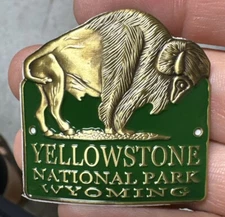 YELLOWSTONE
NATIONAL PARK
WYOMING